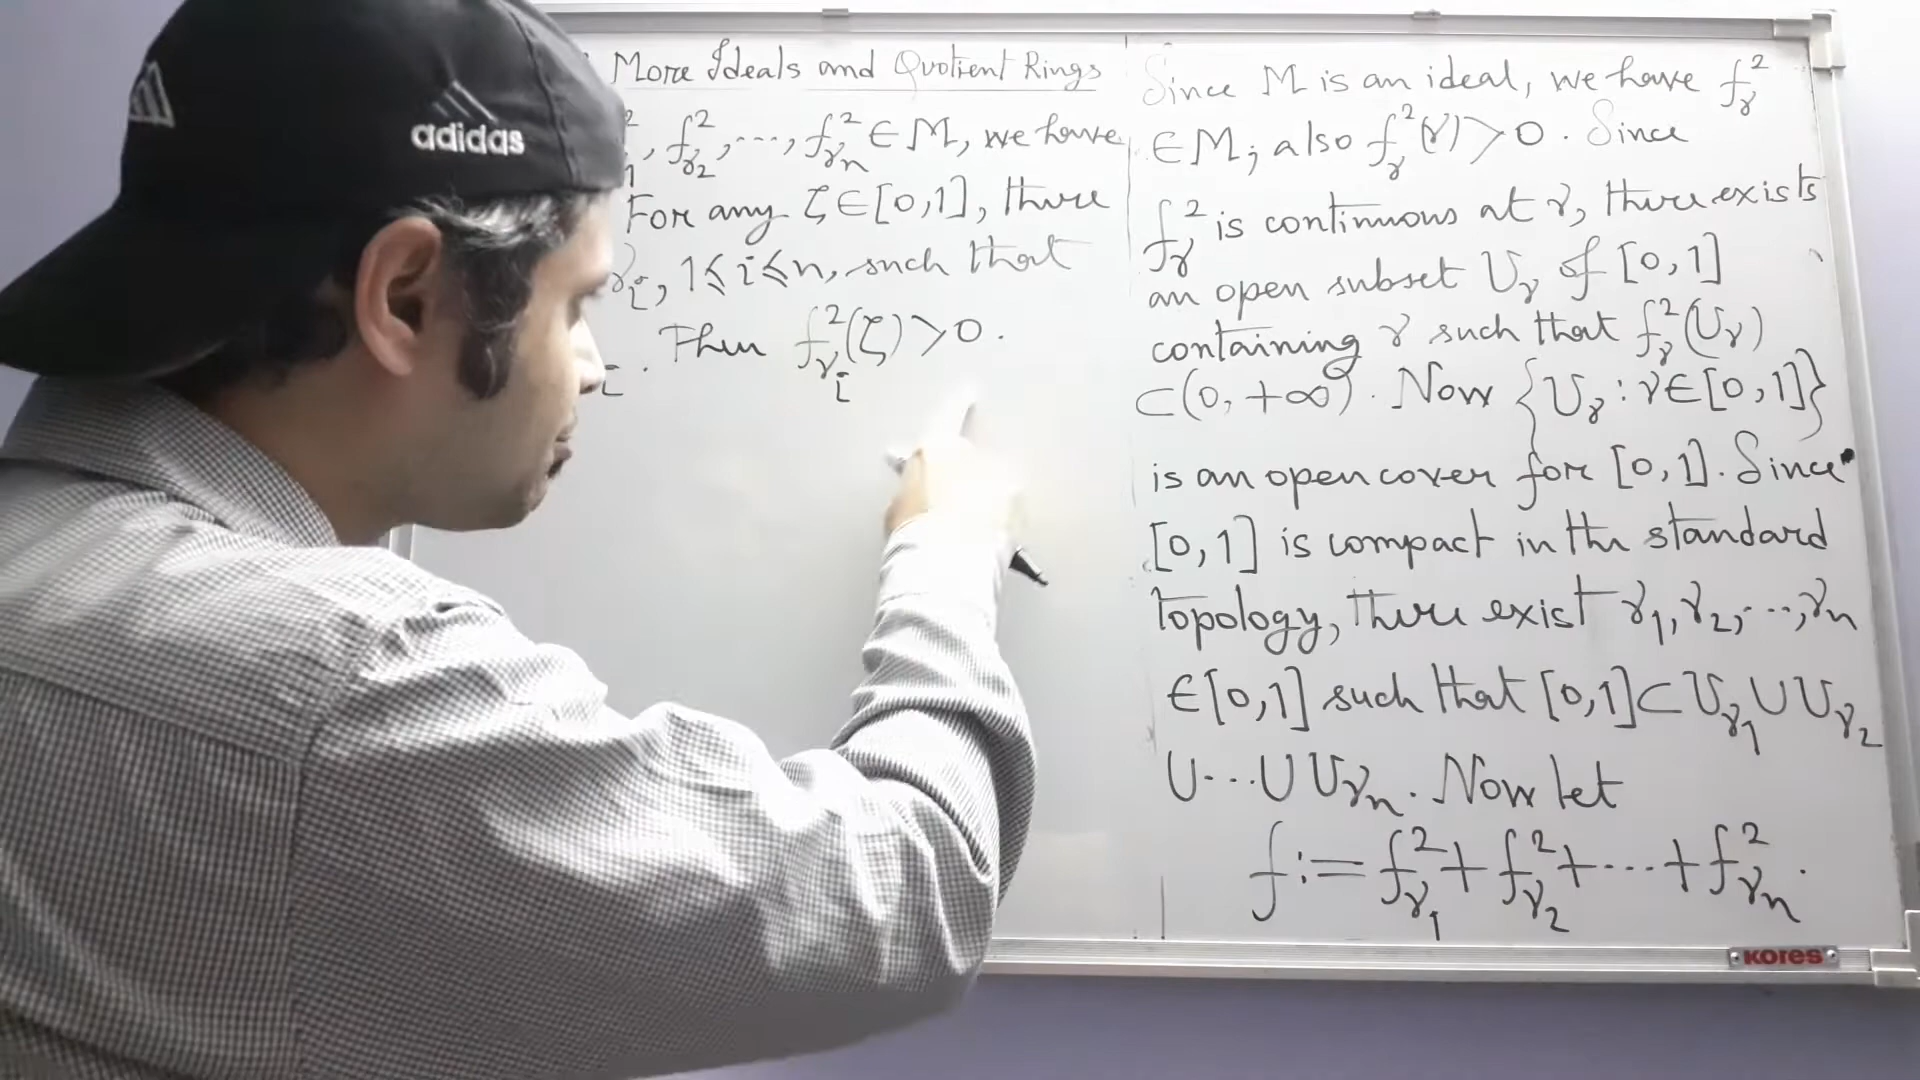 More Ideals and Quotient Rings
², f_{γ_2}^2, ..., f_{γ_n}^2 ∈ M, we have
1
For any ζ ∈ [0,1], there
γ_i, 1 ⩽ i ⩽ n, such that
i. Then f_{γ_i}^2(ζ) > 0.
Since M is an ideal, we have f_γ^2
∈ M; also f_γ^2(γ) > 0. Since
f_γ^2 is continuous at γ, there exists
an open subset U_γ of [0,1]
containing γ such that f_γ^2(U_γ)
⊂ (0, +∞). Now {U_γ : γ ∈ [0,1]}
is an open cover for [0,1]. Since
[0,1] is compact in the standard
topology, there exist γ_1, γ_2, ..., γ_n
∈ [0,1] such that [0,1] ⊂ U_{γ_1} ∪ U_{γ_2}
∪ ... ∪ U_{γ_n}. Now let
f := f_{γ_1}^2 + f_{γ_2}^2 + ... + f_{γ_n}^2.
adidas
kores